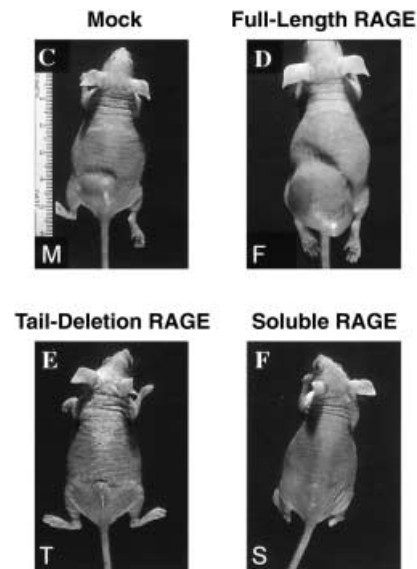 Mock
Full-Length RAGE
C
D
M
F
Tail-Deletion RAGE
Soluble RAGE
E
F
T
S